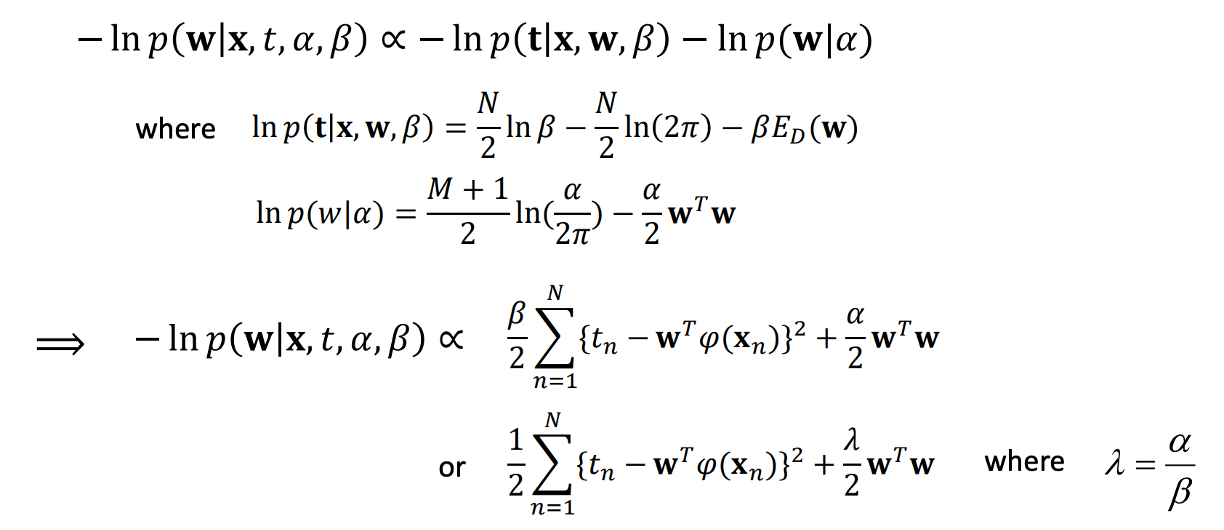 − ln p(𝐰|𝐱, t, α, β) ∝ − ln p(𝐭|𝐱, 𝐰, β) − ln p(𝐰|α)
where ln p(𝐭|𝐱, 𝐰, β) = N/2 ln β − N/2 ln(2π) − βE_D(𝐰)
ln p(w|α) = (M + 1)/2 ln(α/2π) − α/2 𝐰^T 𝐰
⟹ − ln p(𝐰|𝐱, t, α, β) ∝ β/2 ∑_{n=1}^{N} {t_n − 𝐰^T φ(𝐱_n)}² + α/2 𝐰^T 𝐰
or 1/2 ∑_{n=1}^{N} {t_n − 𝐰^T φ(𝐱_n)}² + λ/2 𝐰^T 𝐰 where λ = α/β